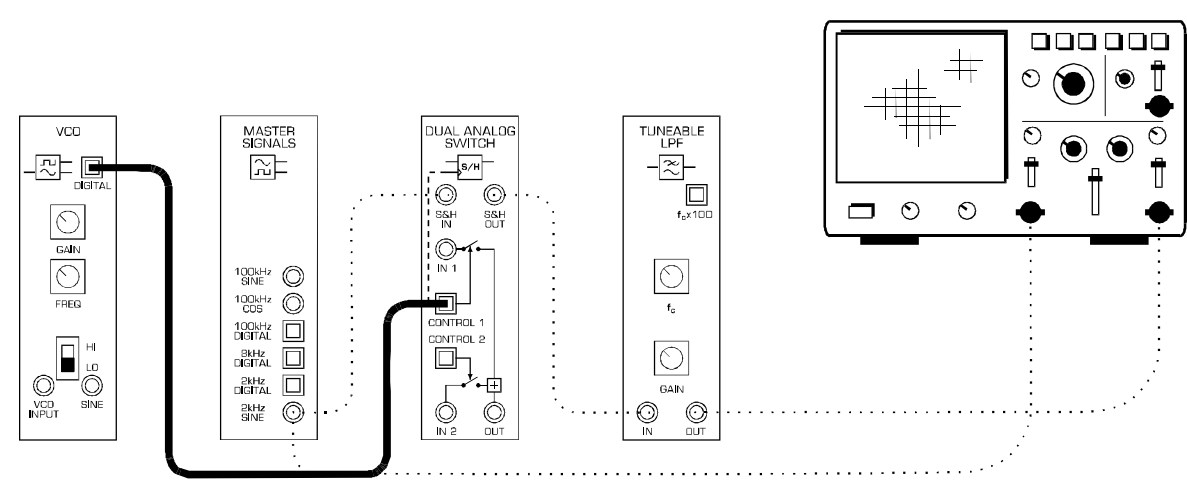 VCO
DIGITAL
GAIN
FREQ
HI
LO
VCO
INPUT
SINE
MASTER
SIGNALS
100kHz
SINE
100kHz
COS
100kHz
DIGITAL
8kHz
DIGITAL
2kHz
DIGITAL
2kHz
SINE
DUAL ANALOG
SWITCH
S/H
S&H
IN
S&H
OUT
IN 1
CONTROL 1
CONTROL 2
IN 2
OUT
TUNEABLE
LPF
fcx100
fc
GAIN
IN
OUT